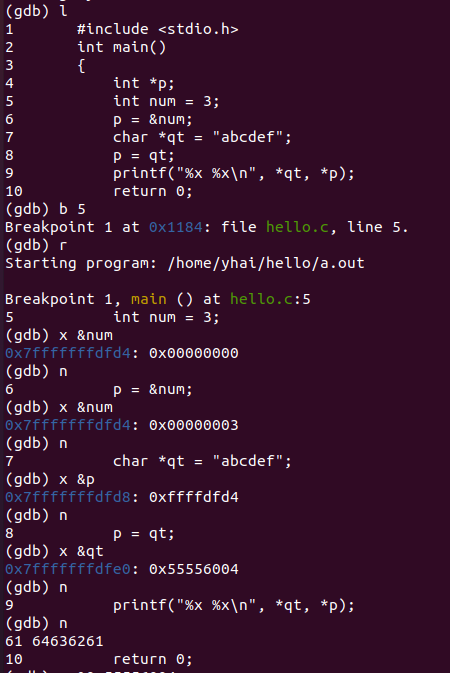 (gdb) l
1       #include <stdio.h>
2       int main()
3       {
4           int *p;
5           int num = 3;
6           p = &num;
7           char *qt = "abcdef";
8           p = qt;
9           printf("%x %x\n", *qt, *p);
10          return 0;
(gdb) b 5
Breakpoint 1 at 0x1184: file hello.c, line 5.
(gdb) r
Starting program: /home/yhai/hello/a.out

Breakpoint 1, main () at hello.c:5
5           int num = 3;
(gdb) x &num
0x7fffffffdfd4: 0x00000000
(gdb) n
6           p = &num;
(gdb) x &num
0x7fffffffdfd4: 0x00000003
(gdb) n
7           char *qt = "abcdef";
(gdb) x &p
0x7fffffffdfd8: 0xffffdfd4
(gdb) n
8           p = qt;
(gdb) x &qt
0x7fffffffdfe0: 0x55556004
(gdb) n
9           printf("%x %x\n", *qt, *p);
(gdb) n
61 64636261
10          return 0;